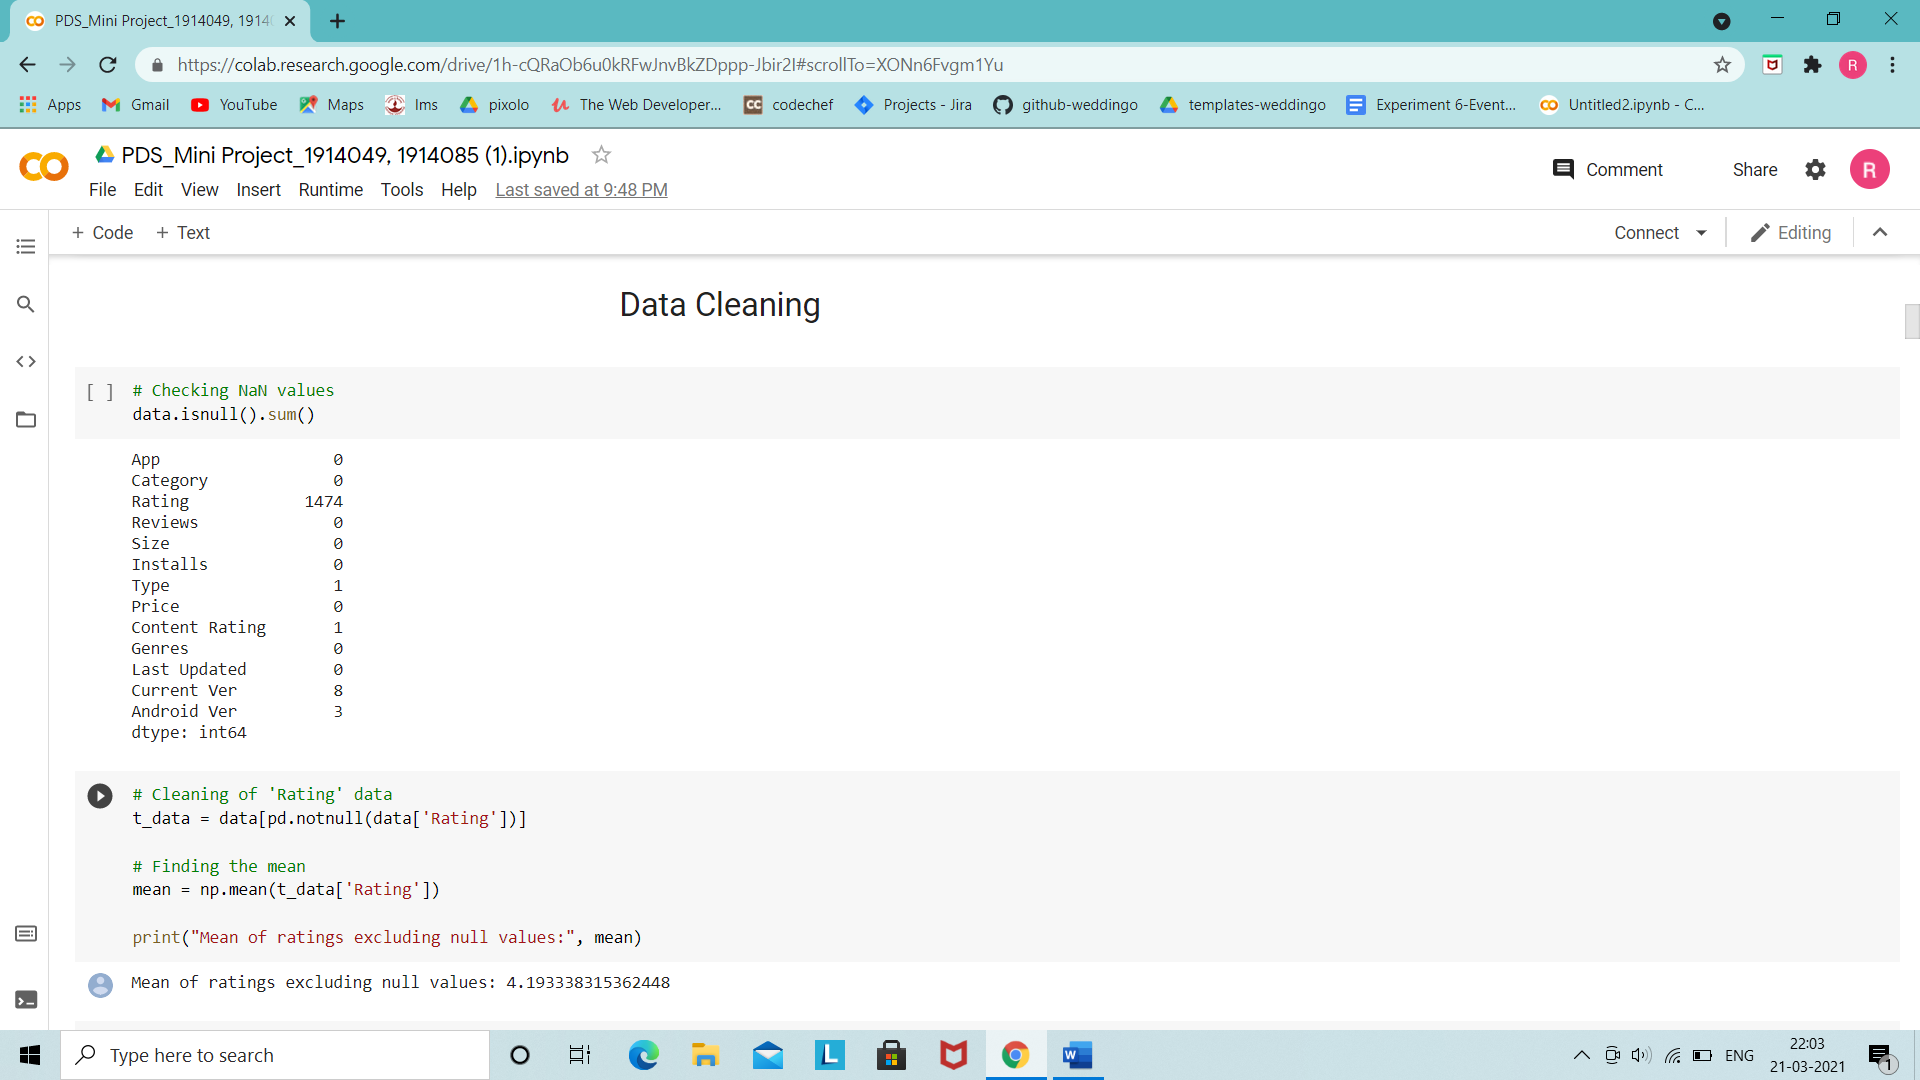 PDS_Mini Project_1914049, 1914
https://colab.research.google.com/drive/1h-cQRaOb6u0kRFwJnvBkZDppp-Jbir2I#scrollTo=XONn6Fvgm1Yu
R
Apps Gmail YouTube Maps lms pixolo The Web Developer... codechef Projects - Jira github-weddingo templates-weddingo Experiment 6-Event... Untitled2.ipynb - C...
PDS_Mini Project_1914049, 1914085 (1).ipynb
Comment Share R
File Edit View Insert Runtime Tools Help Last saved at 9:48 PM
+ Code + Text Connect Editing
Data Cleaning
[ ] # Checking NaN values
data.isnull().sum()
App 0
Category 0
Rating 1474
Reviews 0
Size 0
Installs 0
Type 1
Price 0
Content Rating 1
Genres 0
Last Updated 0
Current Ver 8
Android Ver 3
dtype: int64
# Cleaning of 'Rating' data
t_data = data[pd.notnull(data['Rating'])]
# Finding the mean
mean = np.mean(t_data['Rating'])
print("Mean of ratings excluding null values:", mean)
Mean of ratings excluding null values: 4.193338315362448
Type here to search
L
W
ENG
22:03
21-03-2021
1